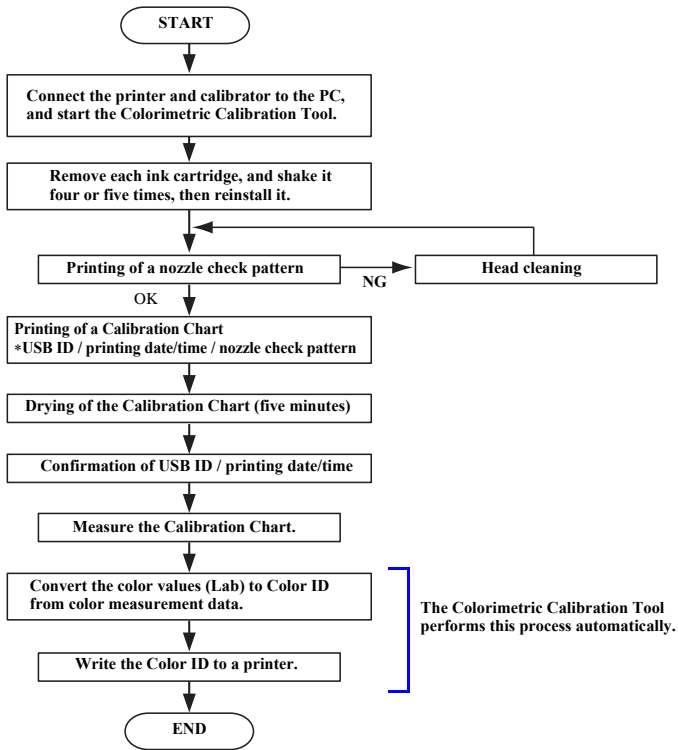 START
Connect the printer and calibrator to the PC,
and start the Colorimetric Calibration Tool.
Remove each ink cartridge, and shake it
four or five times, then reinstall it.
Printing of a nozzle check pattern
NG
Head cleaning
OK
Printing of a Calibration Chart
*USB ID / printing date/time / nozzle check pattern
Drying of the Calibration Chart (five minutes)
Confirmation of USB ID / printing date/time
Measure the Calibration Chart.
Convert the color values (Lab) to Color ID
from color measurement data.
The Colorimetric Calibration Tool
performs this process automatically.
Write the Color ID to a printer.
END